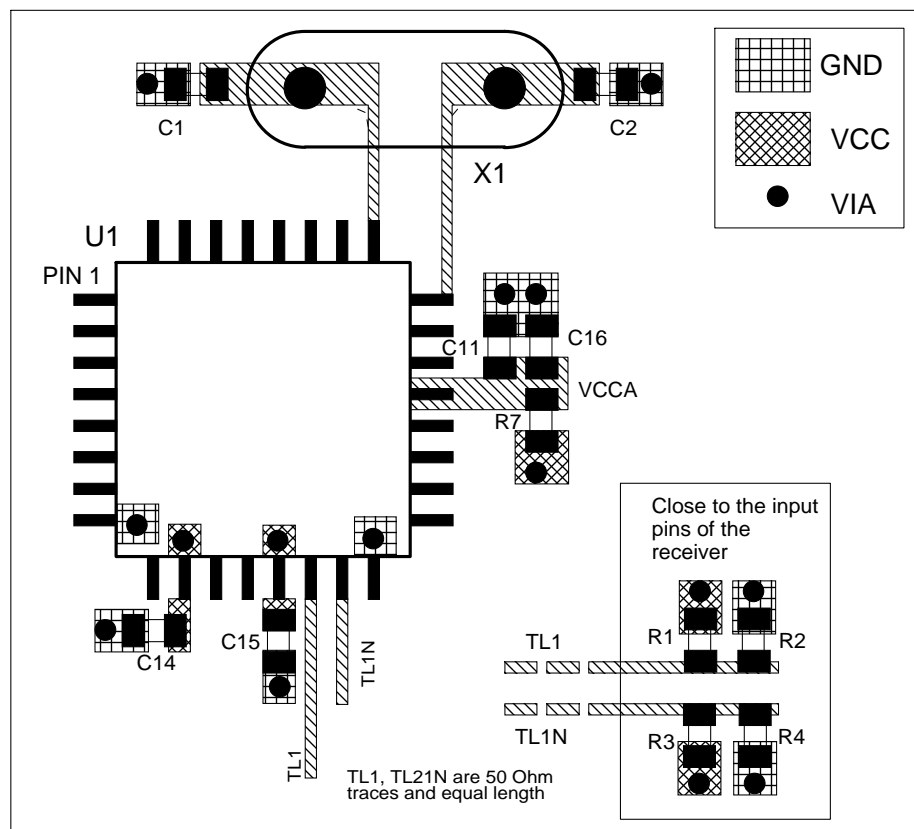 C1
C2
X1
GND
VCC
VIA
U1
PIN 1
C11
C16
VCCA
R7
C14
C15
TL1
TL1N
TL1, TL21N are 50 Ohm
traces and equal length
Close to the input
pins of the
receiver
R1
R2
TL1
TL1N
R3
R4